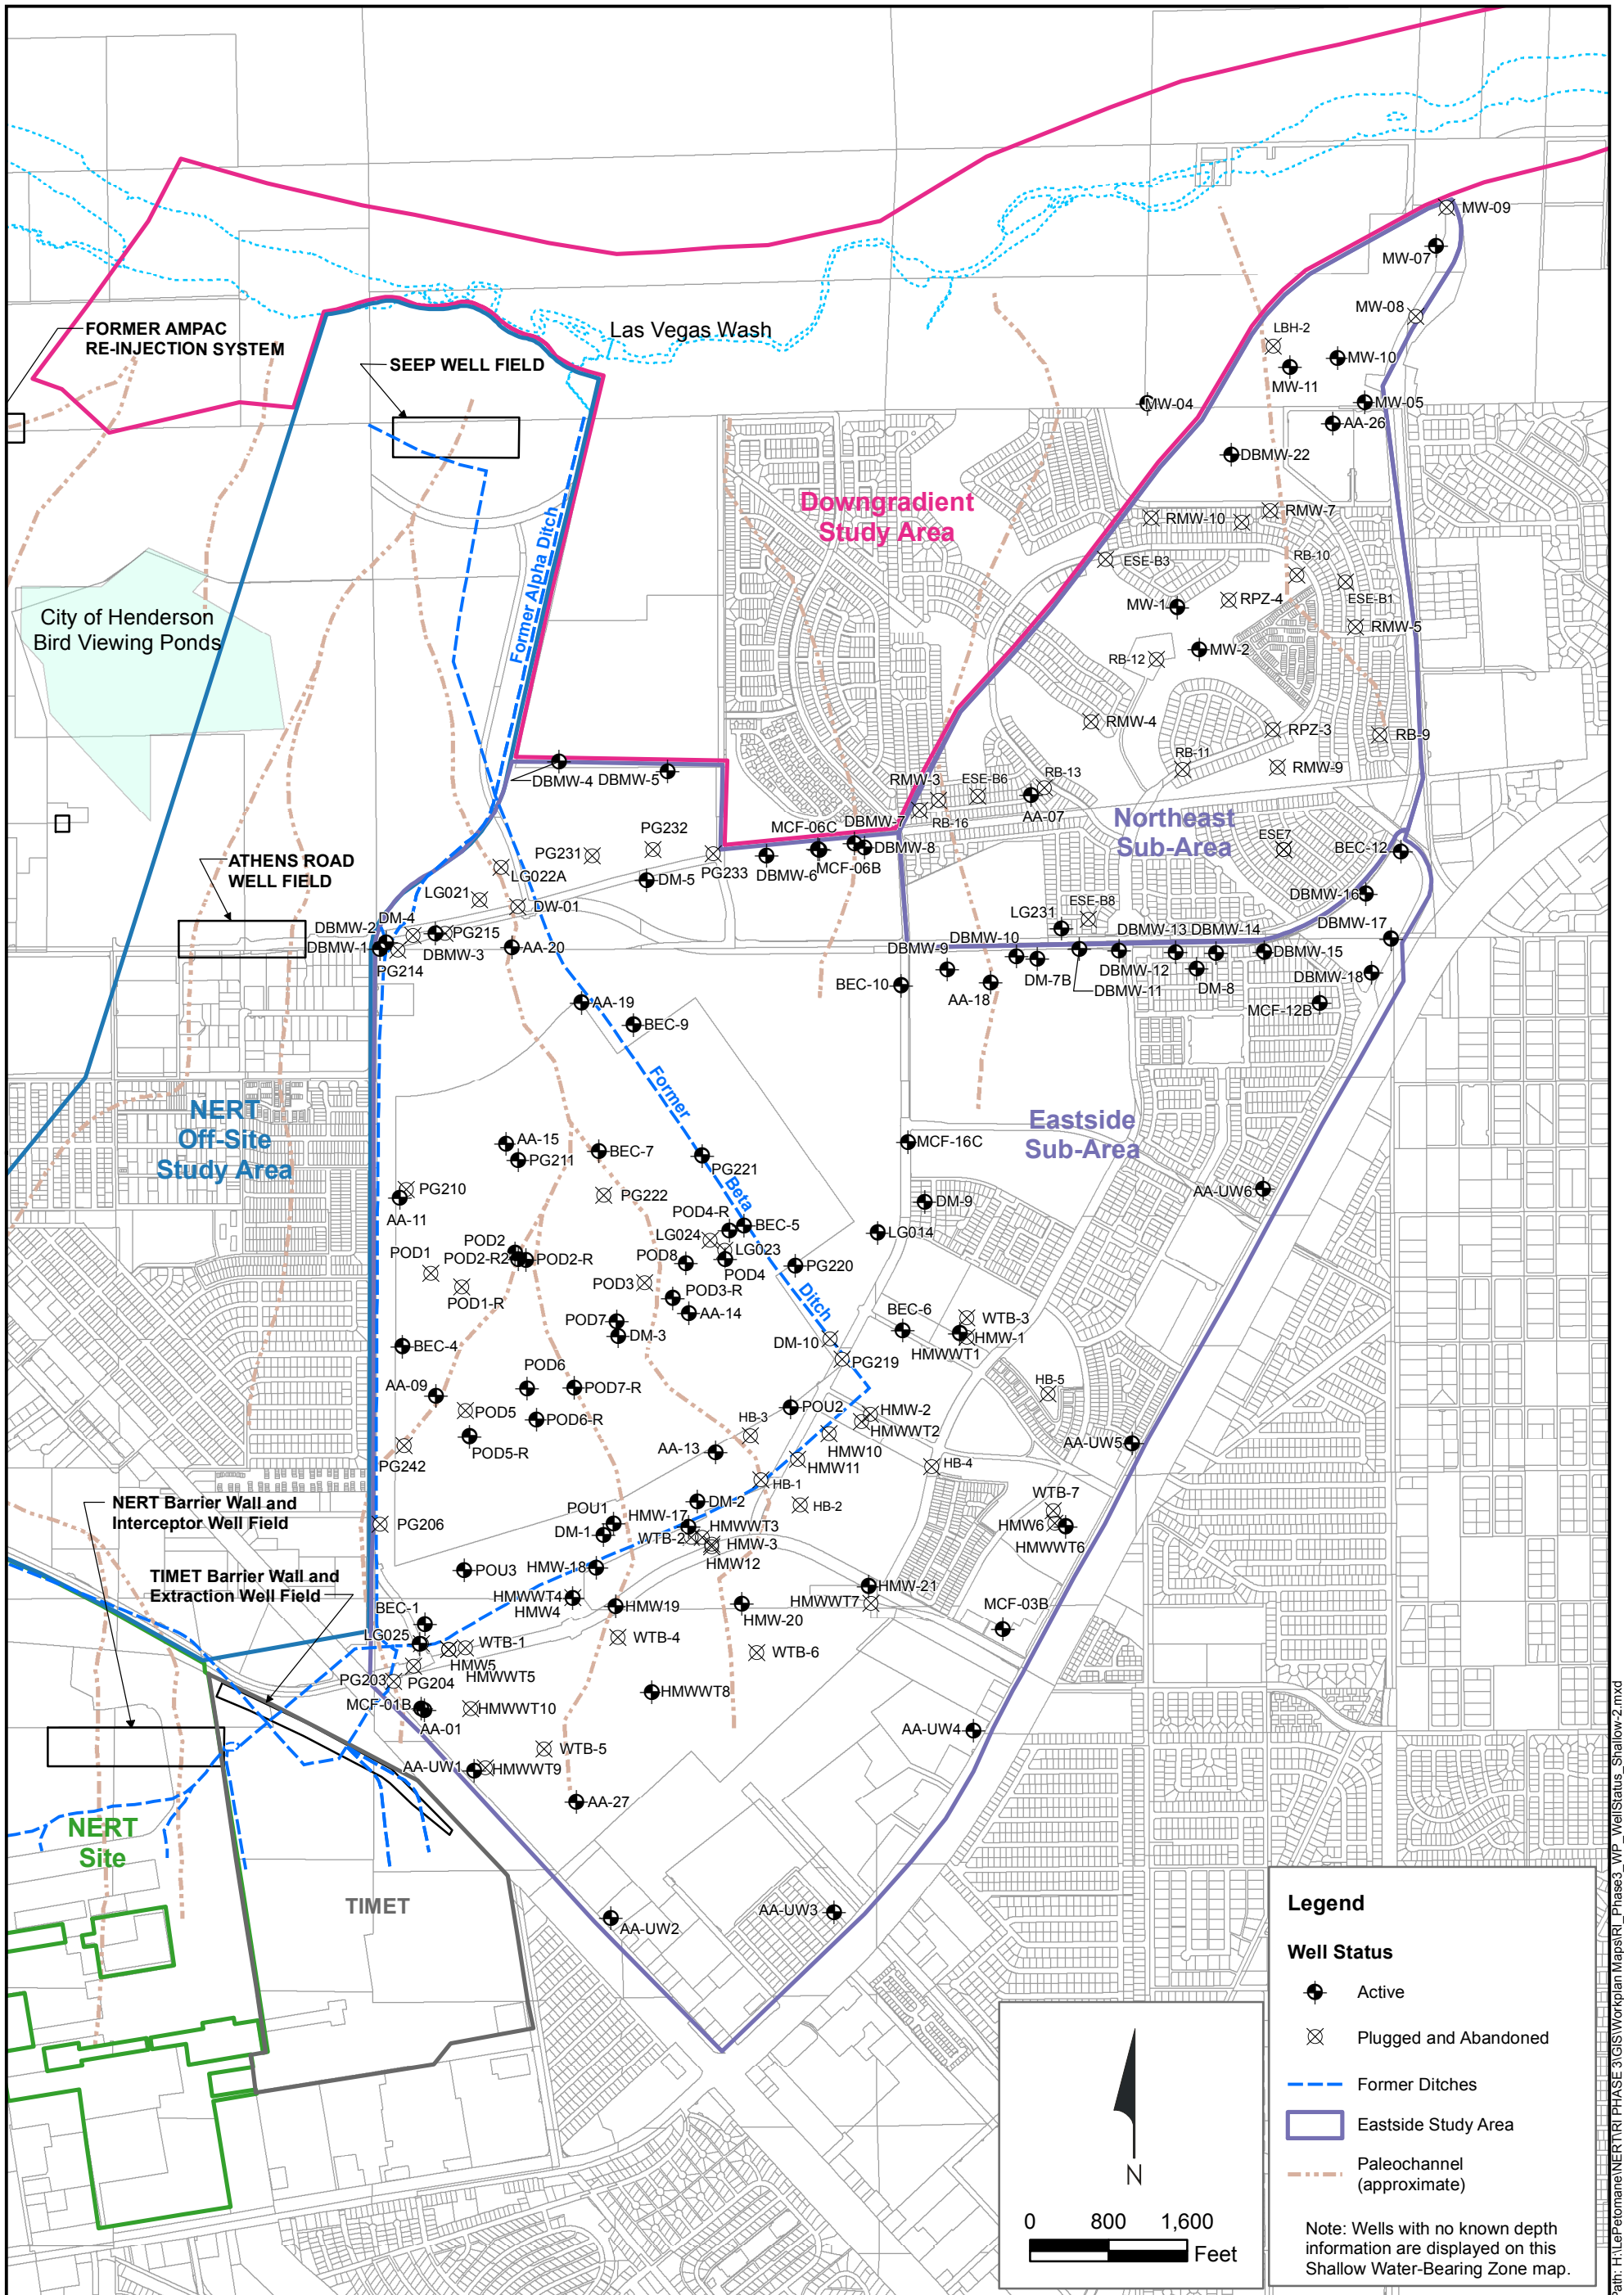 MW-09
MW-07
MW-08
LBH-2
MW-10
MW-11
MW-05
MW-04
AA-26
DBMW-22
FORMER AMPAC
RE-INJECTION SYSTEM
SEEP WELL FIELD
Las Vegas Wash
Downgradient
Study Area
RMW-10
RMW-7
ESE-B3
RB-10
ESE-B1
MW-1
RPZ-4
RMW-5
MW-2
RB-12
RMW-4
RPZ-3
RB-9
RB-11
RMW-9
Former Alpha Ditch
City of Henderson
Bird Viewing Ponds
DBMW-4
DBMW-5
RMW-3
ESE-B6
RB-13
RB-16
AA-07
Northeast
Sub-Area
ESE7
BEC-12
PG232
PG231
PG233
MCF-06C
DBMW-7
DBMW-8
DBMW-6
MCF-06B
ATHENS ROAD
WELL FIELD
LG022A
LG021
DM-5
DW-01
DBMW-16
DBMW-17
LG231
ESE-B8
DBMW-2
DM-4
PG215
DBMW-1
DBMW-3
AA-20
PG214
DBMW-9
DBMW-10
DBMW-13
DBMW-14
DBMW-15
DBMW-12
DM-7B
DBMW-11
DM-8
DBMW-18
BEC-10
AA-18
MCF-12B
AA-19
BEC-9
Former
Beta
Ditch
NERT
Off-Site
Study Area
Eastside
Sub-Area
AA-15
PG211
BEC-7
PG221
MCF-16C
PG210
AA-11
PG222
DM-9
AA-UW6
POD4-R
BEC-5
LG014
LG024
LG023
POD2
POD1
POD2-R2
POD2-R
POD8
POD4
PG220
POD1-R
POD3
POD3-R
AA-14
POD7
DM-3
BEC-6
WTB-3
HMW-1
HMWWT1
DM-10
PG219
BEC-4
AA-09
POD6
POD7-R
HB-5
POD5
POD6-R
POU2
HMW-2
HMWWT2
HB-3
HMW10
POD5-R
AA-13
HMW11
AA-UW5
PG242
HB-4
HB-1
HB-2
NERT Barrier Wall and
Interceptor Well Field
PG206
DM-2
POU1
HMW-17
DM-1
WTB-2
HMWWT3
HMW-3
HMW12
WTB-7
HMW6
HMWWT6
TIMET Barrier Wall and
Extraction Well Field
POU3
HMW-18
HMWWT4
HMW4
HMW19
HMW-21
HMWWT7
HMW-20
MCF-03B
BEC-1
LG025
WTB-1
WTB-4
HMW5
HMWWT5
WTB-6
PG203
PG204
MCF-01B
AA-01
HMWWT10
HMWWT8
AA-UW4
WTB-5
AA-UW1
HMWWT9
AA-27
NERT
Site
TIMET
AA-UW2
AA-UW3
Legend
Well Status
Active
Plugged and Abandoned
Former Ditches
Eastside Study Area
Paleochannel
(approximate)
Note: Wells with no known depth
information are displayed on this
Shallow Water-Bearing Zone map.
N
0 800 1,600
Feet
Path: H:\LePetomane\NERT\RI PHASE 3\GIS\Workplan Maps\RI_Phase3_WP_WellStatus_Shallow-2.mxd